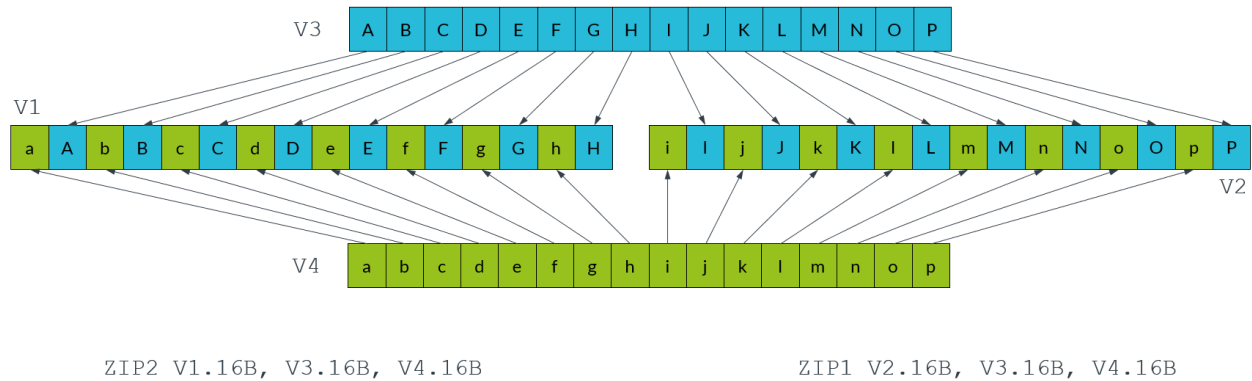 V3 A B C D E F G H I J K L M N O P
V1
a A b B c C d D e E f F g G h H i I j J k K l L m M n N o O p P
V2
V4 a b c d e f g h i j k l m n o p
ZIP2 V1.16B, V3.16B, V4.16B ZIP1 V2.16B, V3.16B, V4.16B